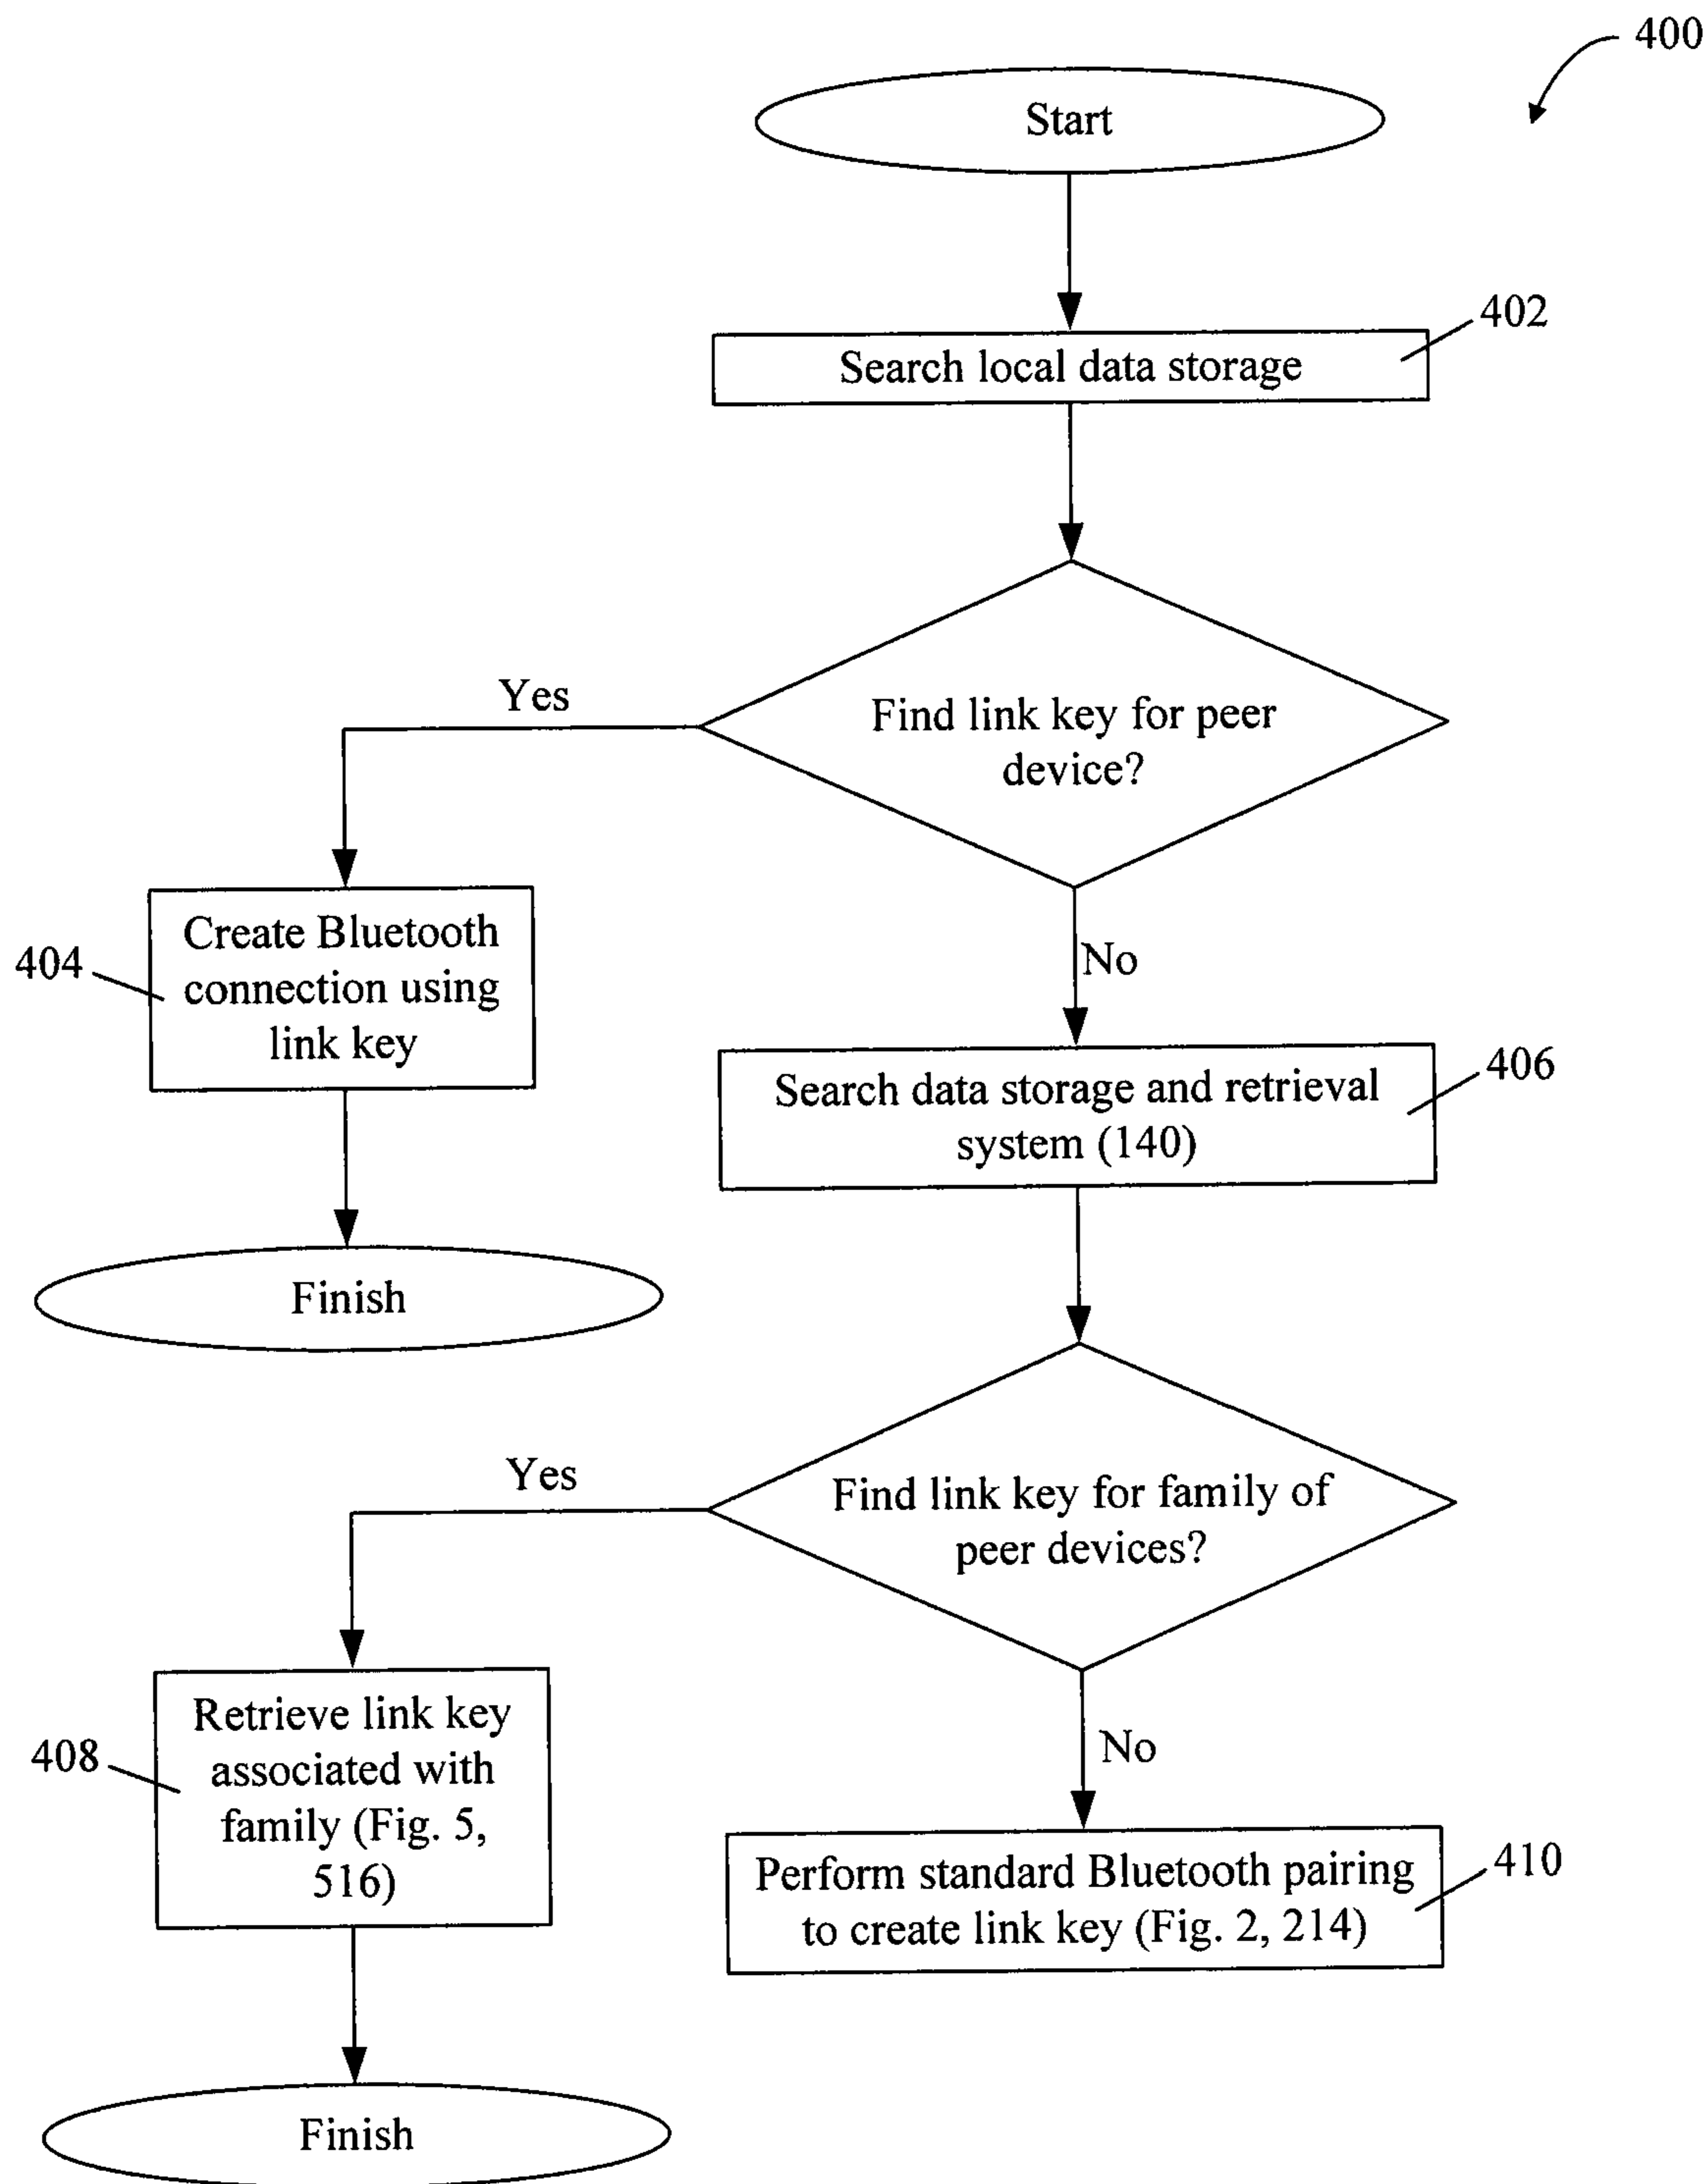 400
Start
402
Search local data storage
Find link key for peer
device?
Yes
No
404
Create Bluetooth
connection using
link key
Finish
406
Search data storage and retrieval
system (140)
Find link key for family of
peer devices?
Yes
No
408
Retrieve link key
associated with
family (Fig. 5,
516)
410
Perform standard Bluetooth pairing
to create link key (Fig. 2, 214)
Finish